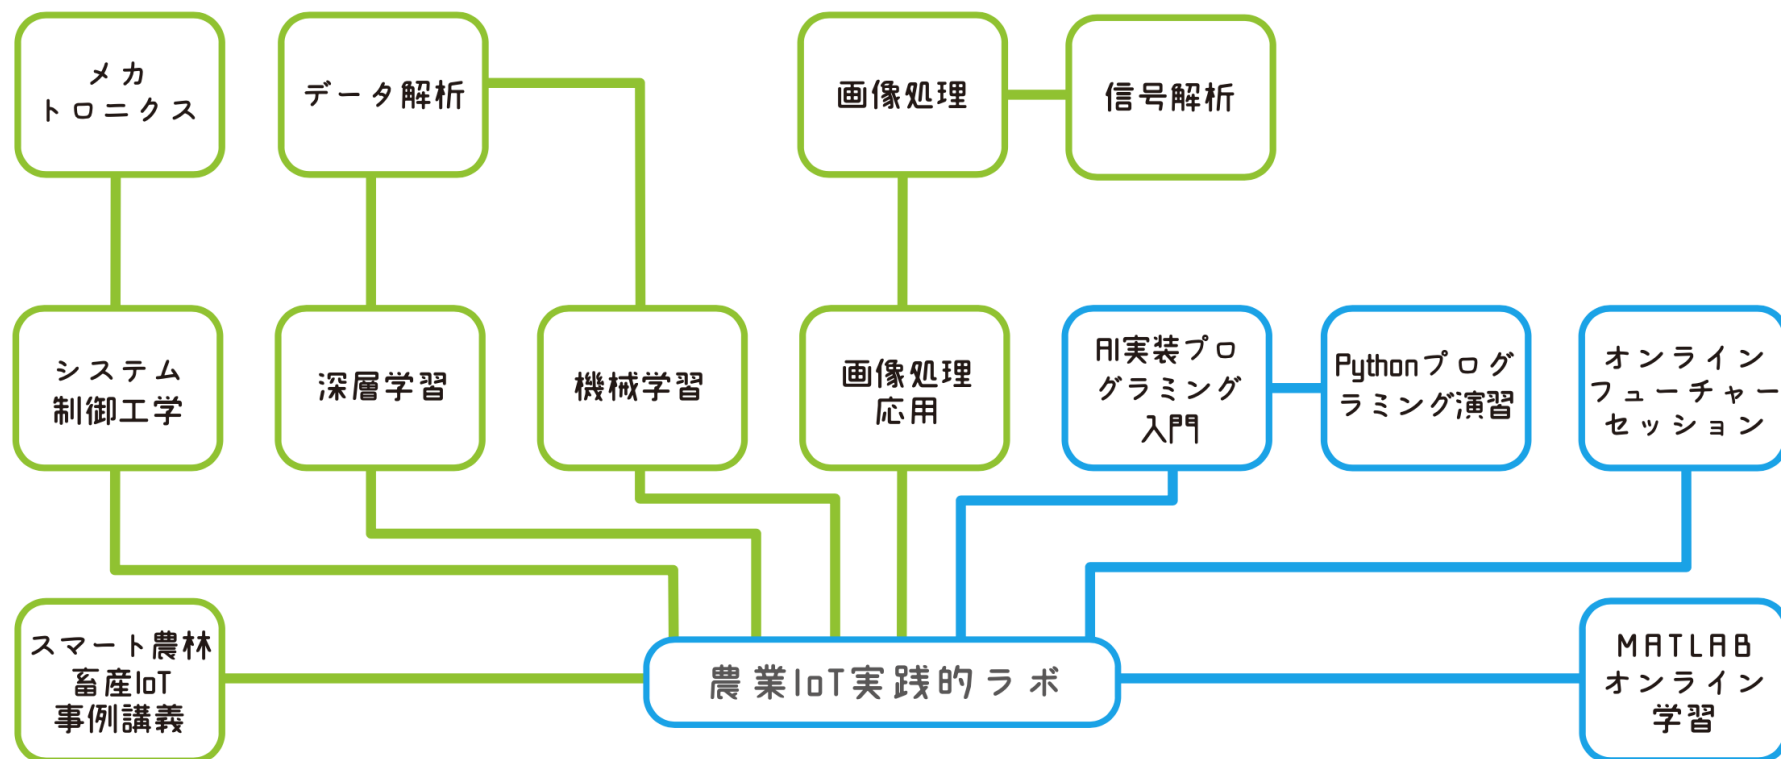 メカ
トロニクス
データ解析
画像処理
信号解析
システム
制御工学
深層学習
機械学習
画像処理
応用
AI実装プロ
グラミング
入門
Pythonプログ
ラミング演習
オンライン
フューチャー
セッション
スマート農林
畜産IoT
事例講義
農業IoT実践的ラボ
MATLAB
オンライン
学習